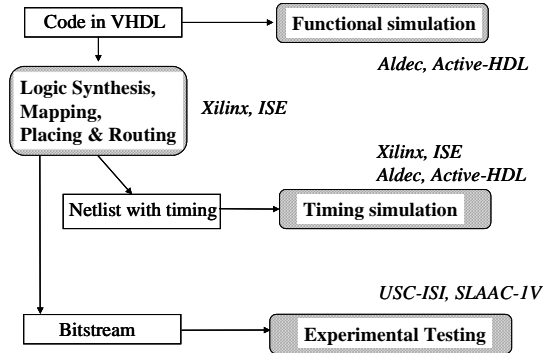 Code in VHDL
Functional simulation
Aldec, Active-HDL
Logic Synthesis,
Mapping,
Placing & Routing
Xilinx, ISE
Xilinx, ISE
Aldec, Active-HDL
Netlist with timing
Timing simulation
USC-ISI, SLAAC-1V
Bitstream
Experimental Testing